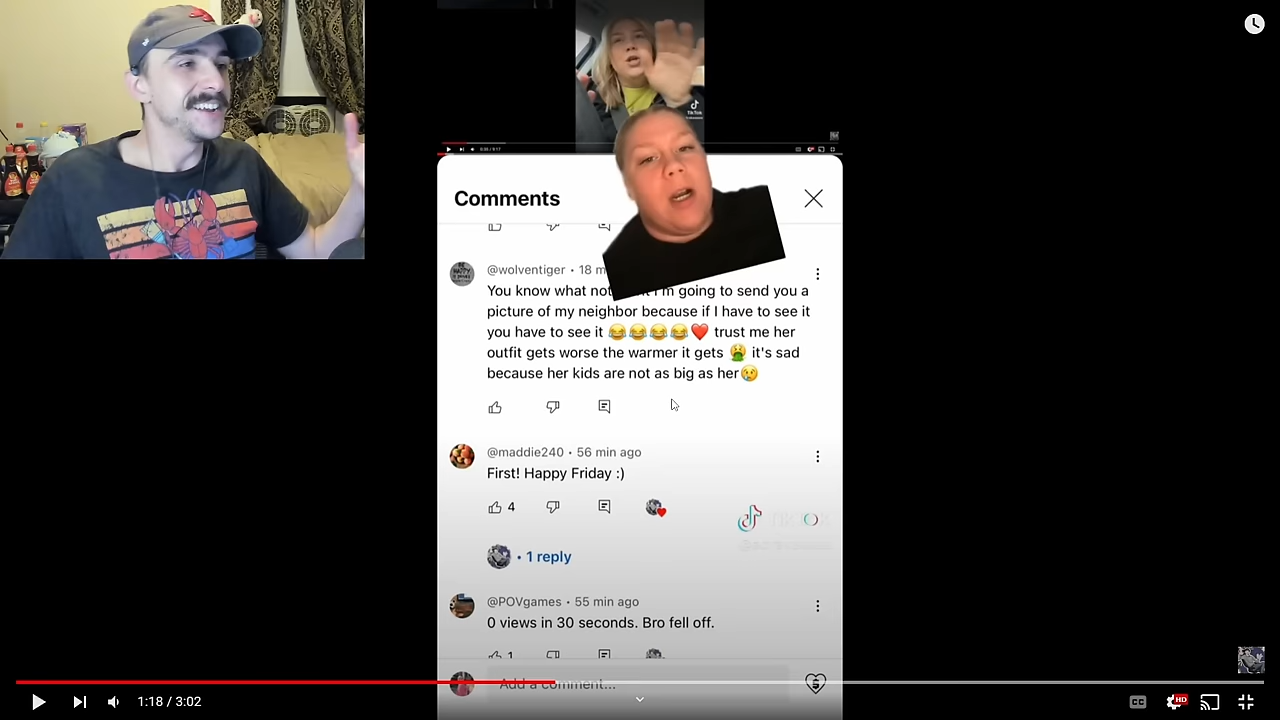 TikTok
Comments
@wolventiger • 18 m
You know what not I'm going to send you a
picture of my neighbor because if I have to see it
you have to see it 😂😂😂😂❤️ trust me her
outfit gets worse the warmer it gets 🤮 it's sad
because her kids are not as big as her😢
@maddie240 • 56 min ago
First! Happy Friday :)
4
• 1 reply
TikTok
@POVgames • 55 min ago
0 views in 30 seconds. Bro fell off.
1
Add a comment...
1:18 / 3:02
CC
HD